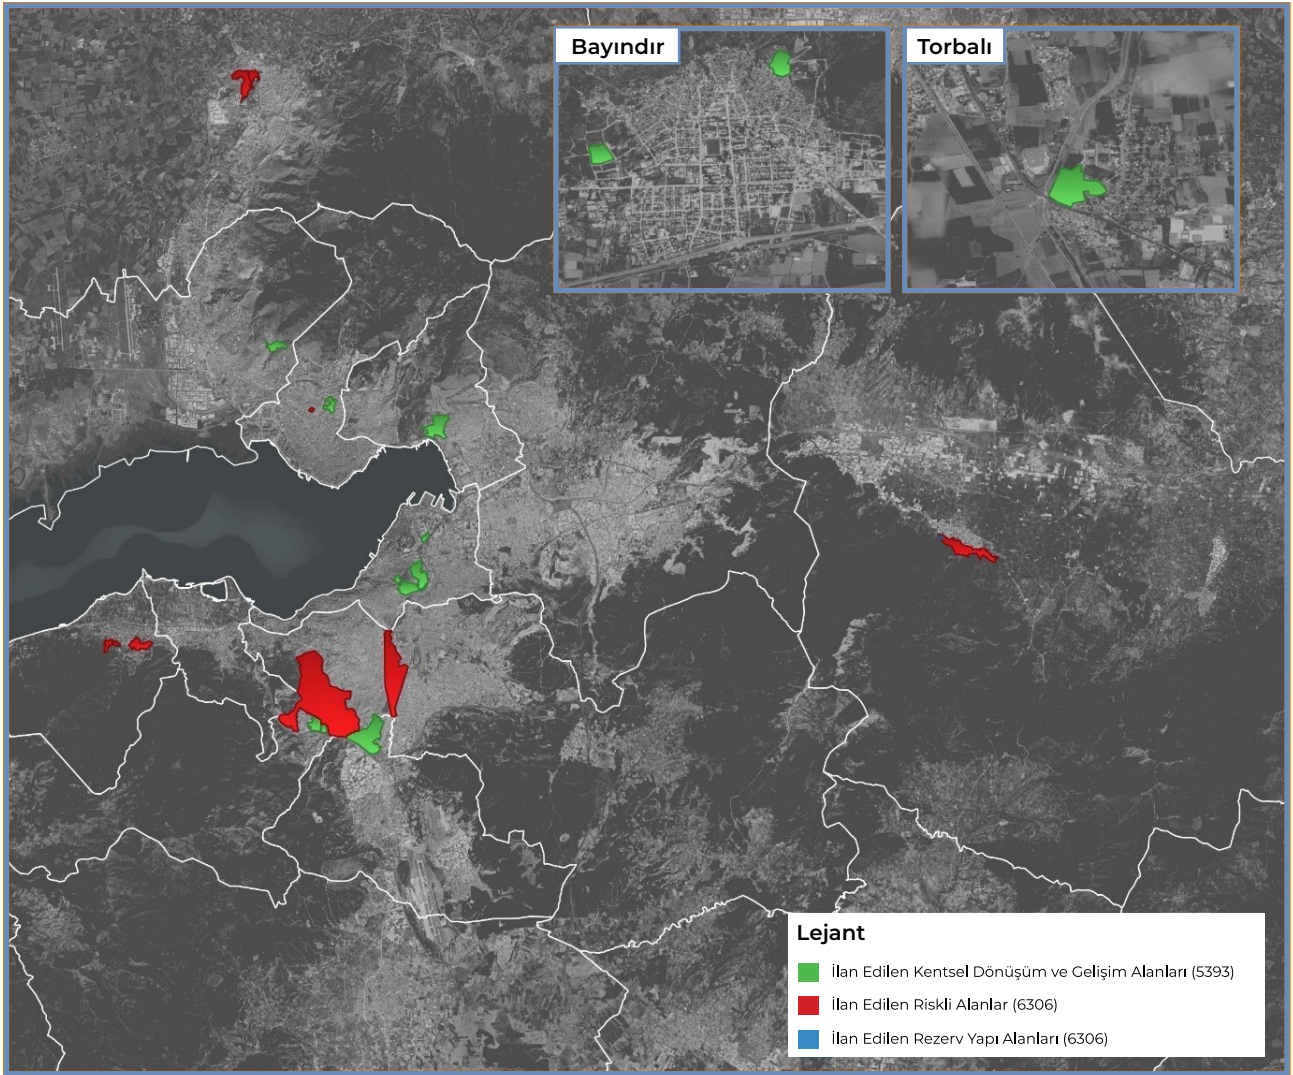 Bayındır
Torbalı
Lejant
İlan Edilen Kentsel Dönüşüm ve Gelişim Alanları (5393)
İlan Edilen Riskli Alanlar (6306)
İlan Edilen Rezerv Yapı Alanları (6306)